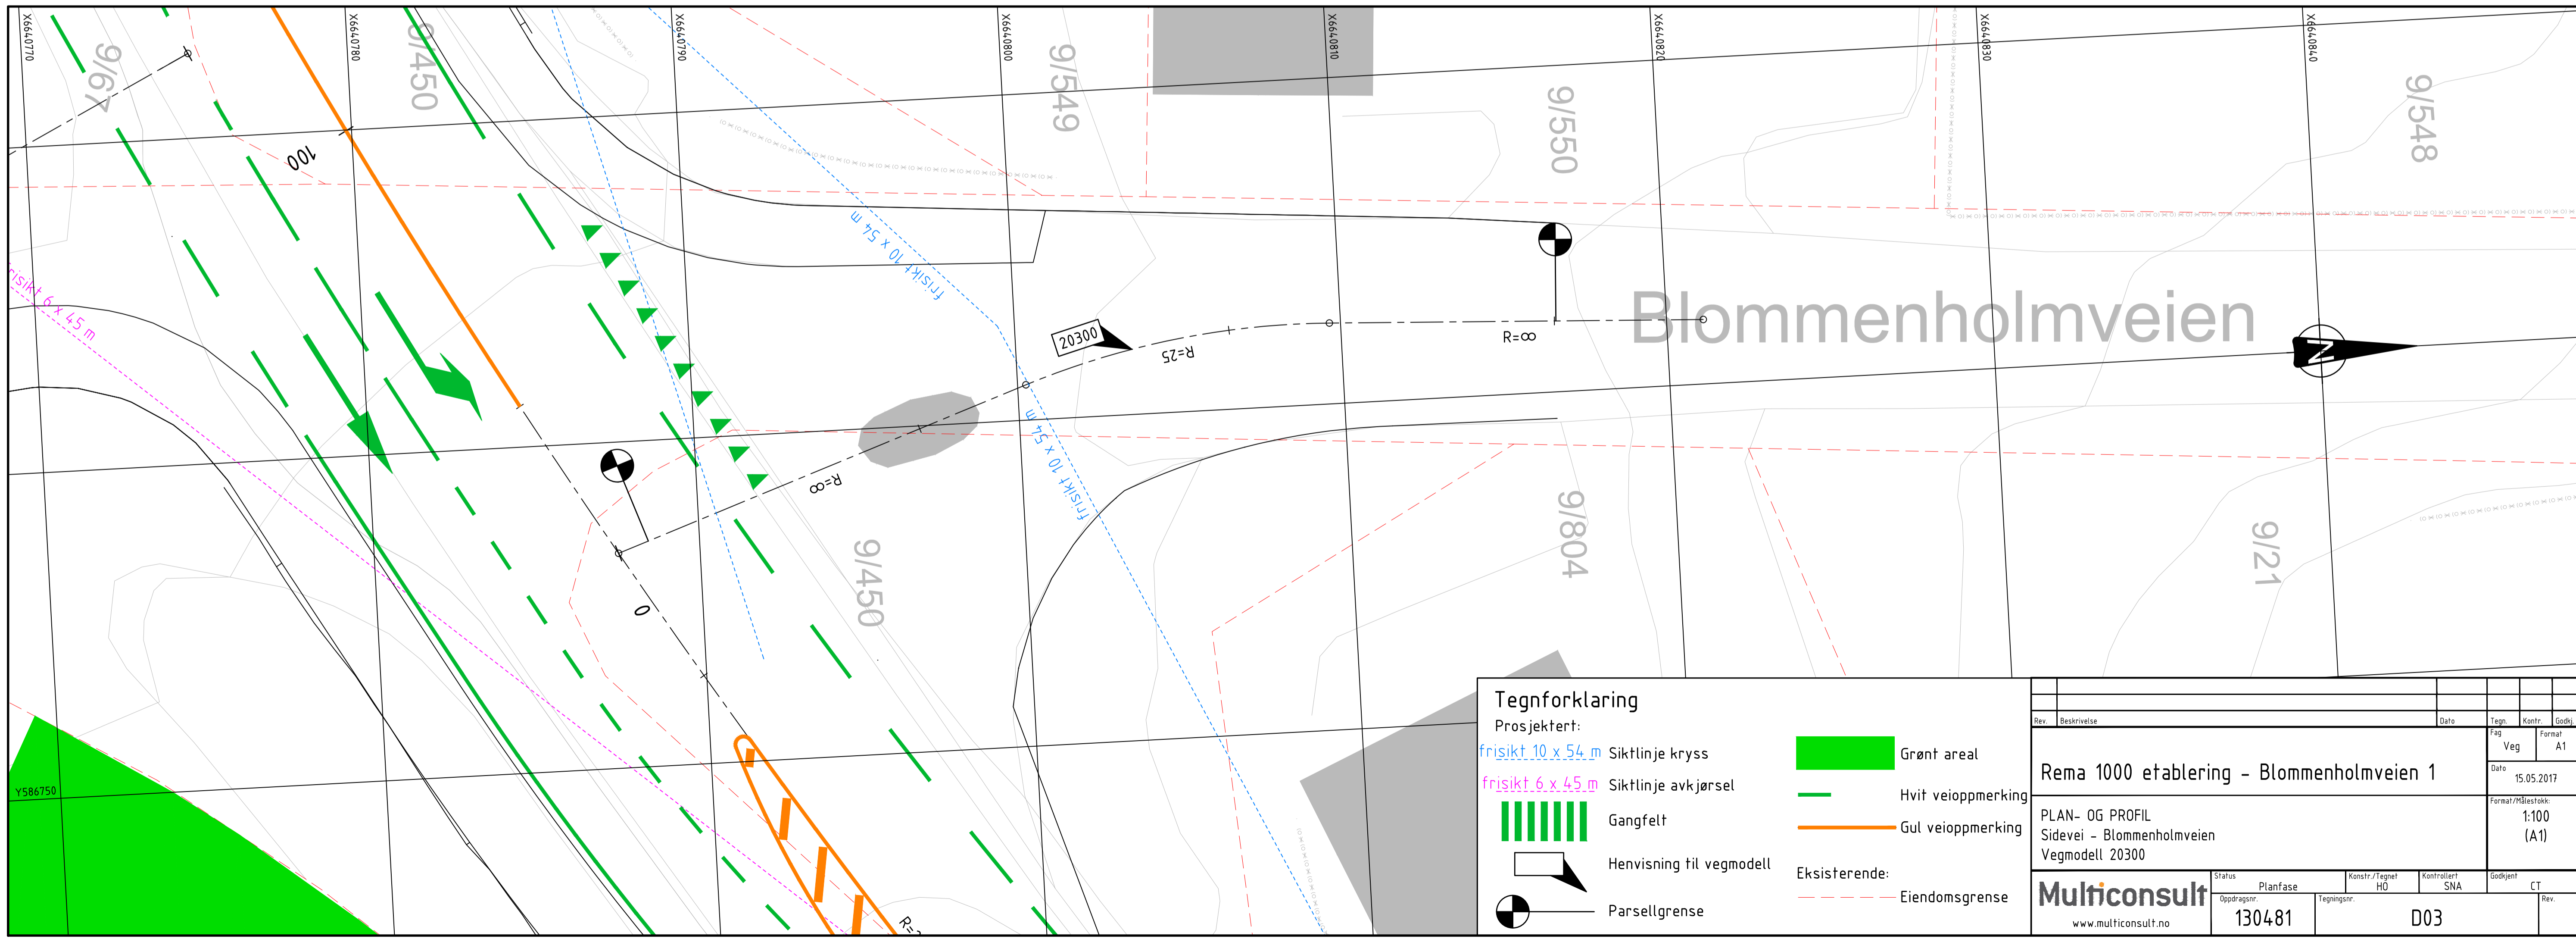 X6640770
X6640780
X6640790
X6640800
X6640810
X6640820
X6640830
X6640840
9/67
9/450
9/549
9/550
9/548
100
frisikt 10 x 54 m
risikt 6 x 45 m
20300
R=25
R=∞
Blommenholmveien
N
frisikt 10 x 54 m
R=∞
9/450
9/804
9/21
0
Y586750
Tegnforklaring
Prosjektert:
frisikt 10 x 54 m Siktlinje kryss
frisikt 6 x 45 m Siktlinje avkjørsel
Gangfelt
Henvisning til vegmodell
Parsellgrense
Grønt areal
Hvit veioppmerking
Gul veioppmerking
Eksisterende:
Eiendomsgrense
Rev. Beskrivelse Dato Tegn. Kontr. Godkj.
Rema 1000 etablering - Blommenholmveien 1
Fag
Veg
Format
A1
Dato
15.05.2017
PLAN- OG PROFIL
Sidevei - Blommenholmveien
Vegmodell 20300
Format/Målestokk:
1:100
(A1)
Multiconsult
www.multiconsult.no
Status
Planfase
Konstr./Tegnet
HO
Kontrollert
SNA
Godkjent
CT
Oppdragsnr.
130481
Tegningsnr.
D03
Rev.